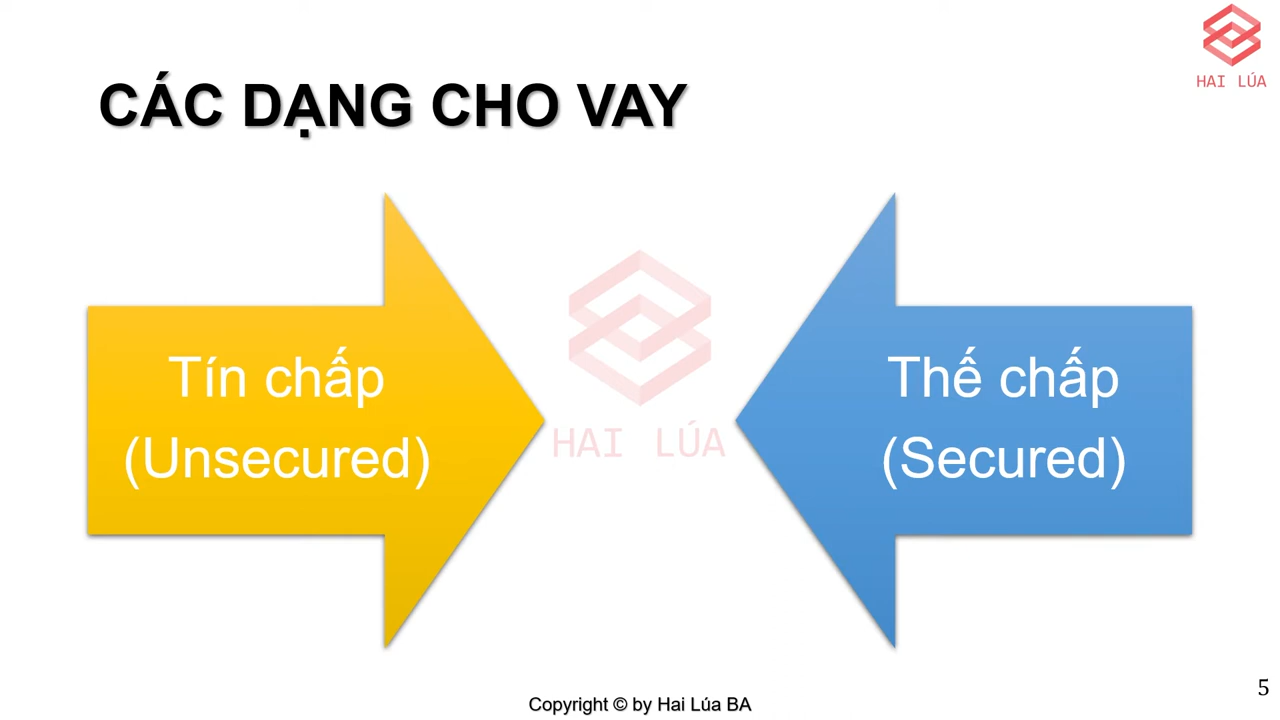 HAI LÚA
CÁC DẠNG CHO VAY
Tín chấp
(Unsecured)
HAI LÚA
Thế chấp
(Secured)
Copyright © by Hai Lúa BA
5